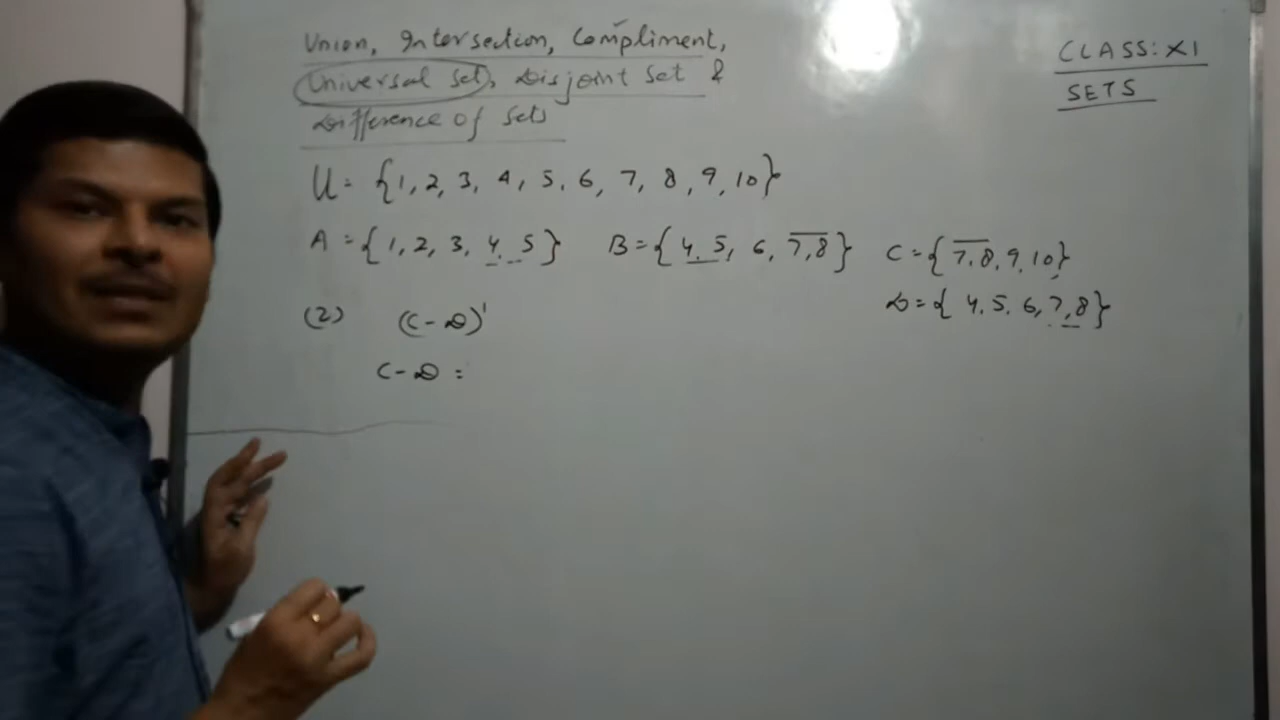 Union, Intersection, Compliment,
Universal Set, Disjoint Set &
Difference of Sets
CLASS: XI
SETS
U = {1, 2, 3, 4, 5, 6, 7, 8, 9, 10}
A = {1, 2, 3, 4, 5} B = {4, 5, 6, 7, 8} C = {7, 8, 9, 10}
D = {4, 5, 6, 7, 8}
(2) (C - D)'
C - D =